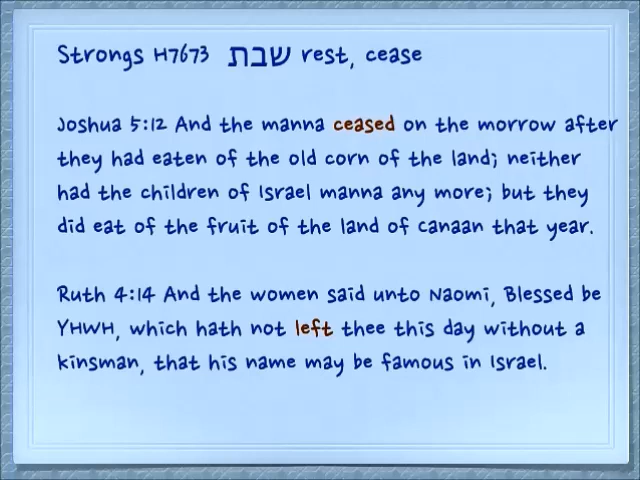 Strongs H7673 שבת rest, cease
Joshua 5:12 And the manna ceased on the morrow after
they had eaten of the old corn of the land; neither
had the children of Israel manna any more; but they
did eat of the fruit of the land of Canaan that year.
Ruth 4:14 And the women said unto Naomi, Blessed be
YHWH, which hath not left thee this day without a
kinsman, that his name may be famous in Israel.